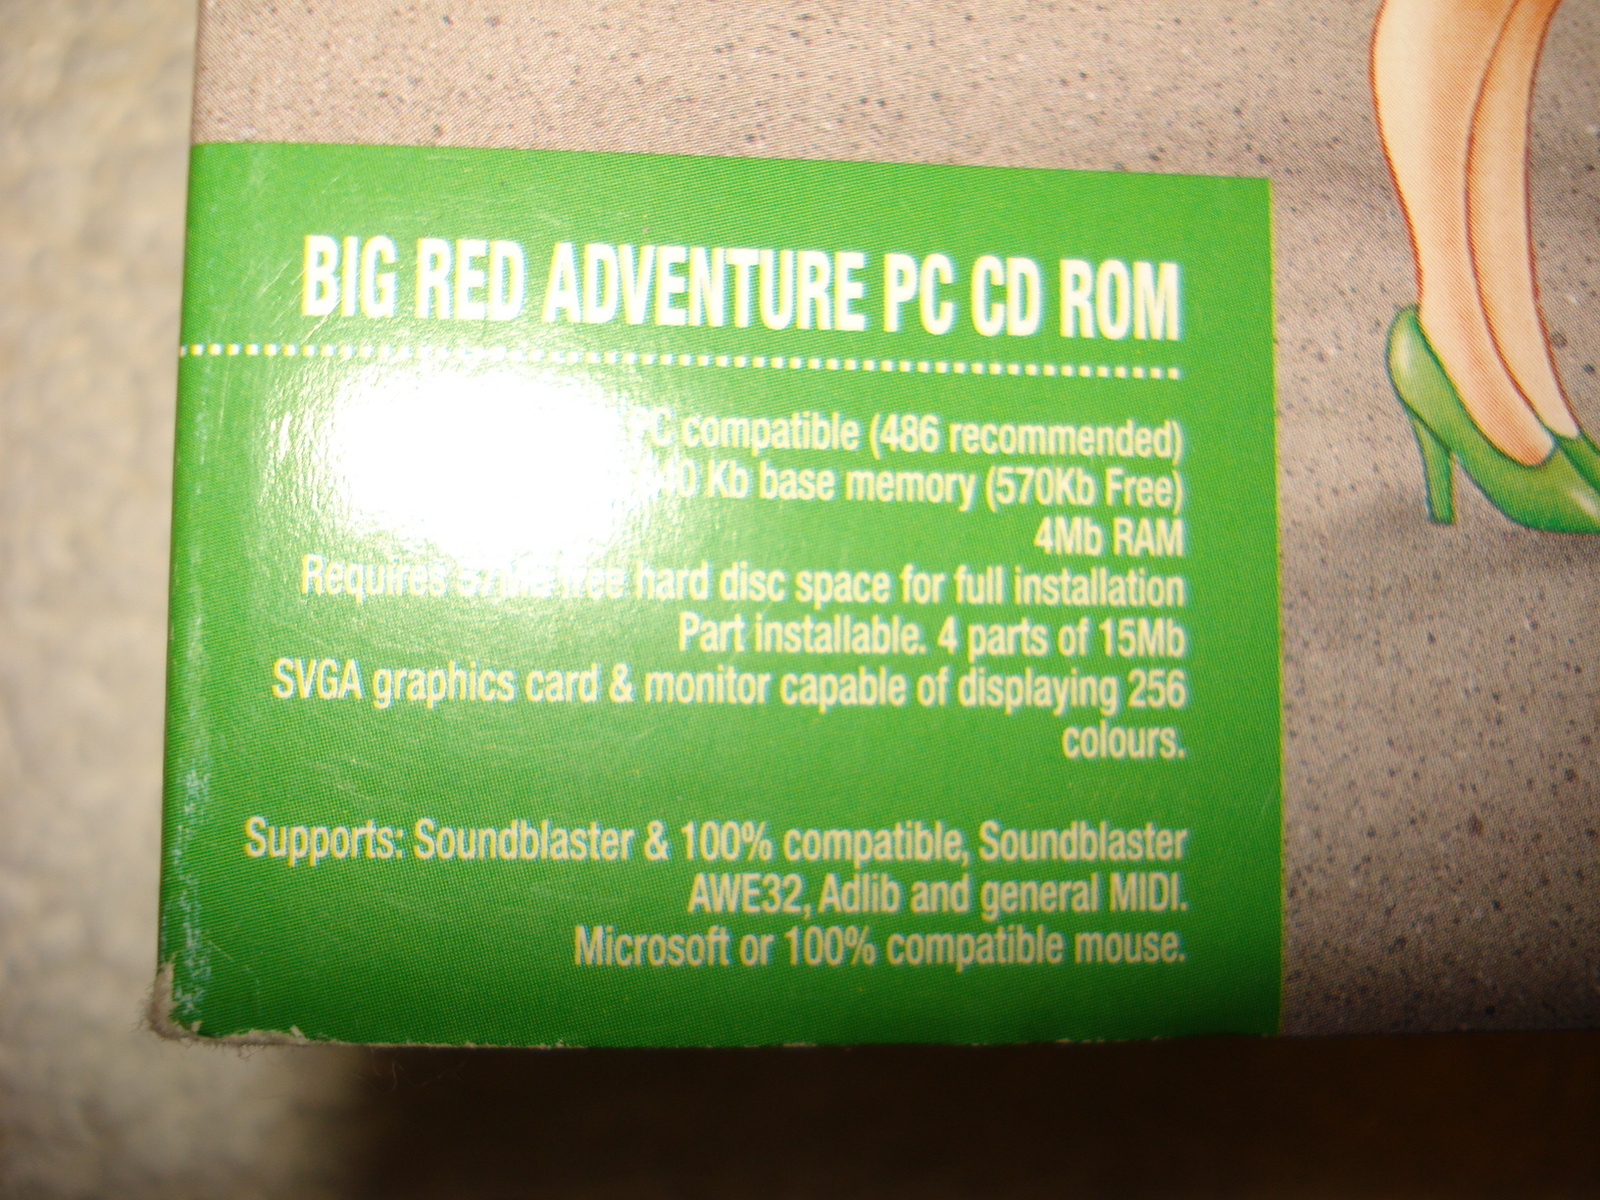 BIG RED ADVENTURE PC CD ROM
compatible (486 recommended)
Kb base memory (570Kb Free)
4Mb RAM
Requires free hard disc space for full installation
Part installable. 4 parts of 15Mb
SVGA graphics card & monitor capable of displaying 256
colours.
Supports: Soundblaster & 100% compatible, Soundblaster
AWE32, Adlib and general MIDI.
Microsoft or 100% compatible mouse.